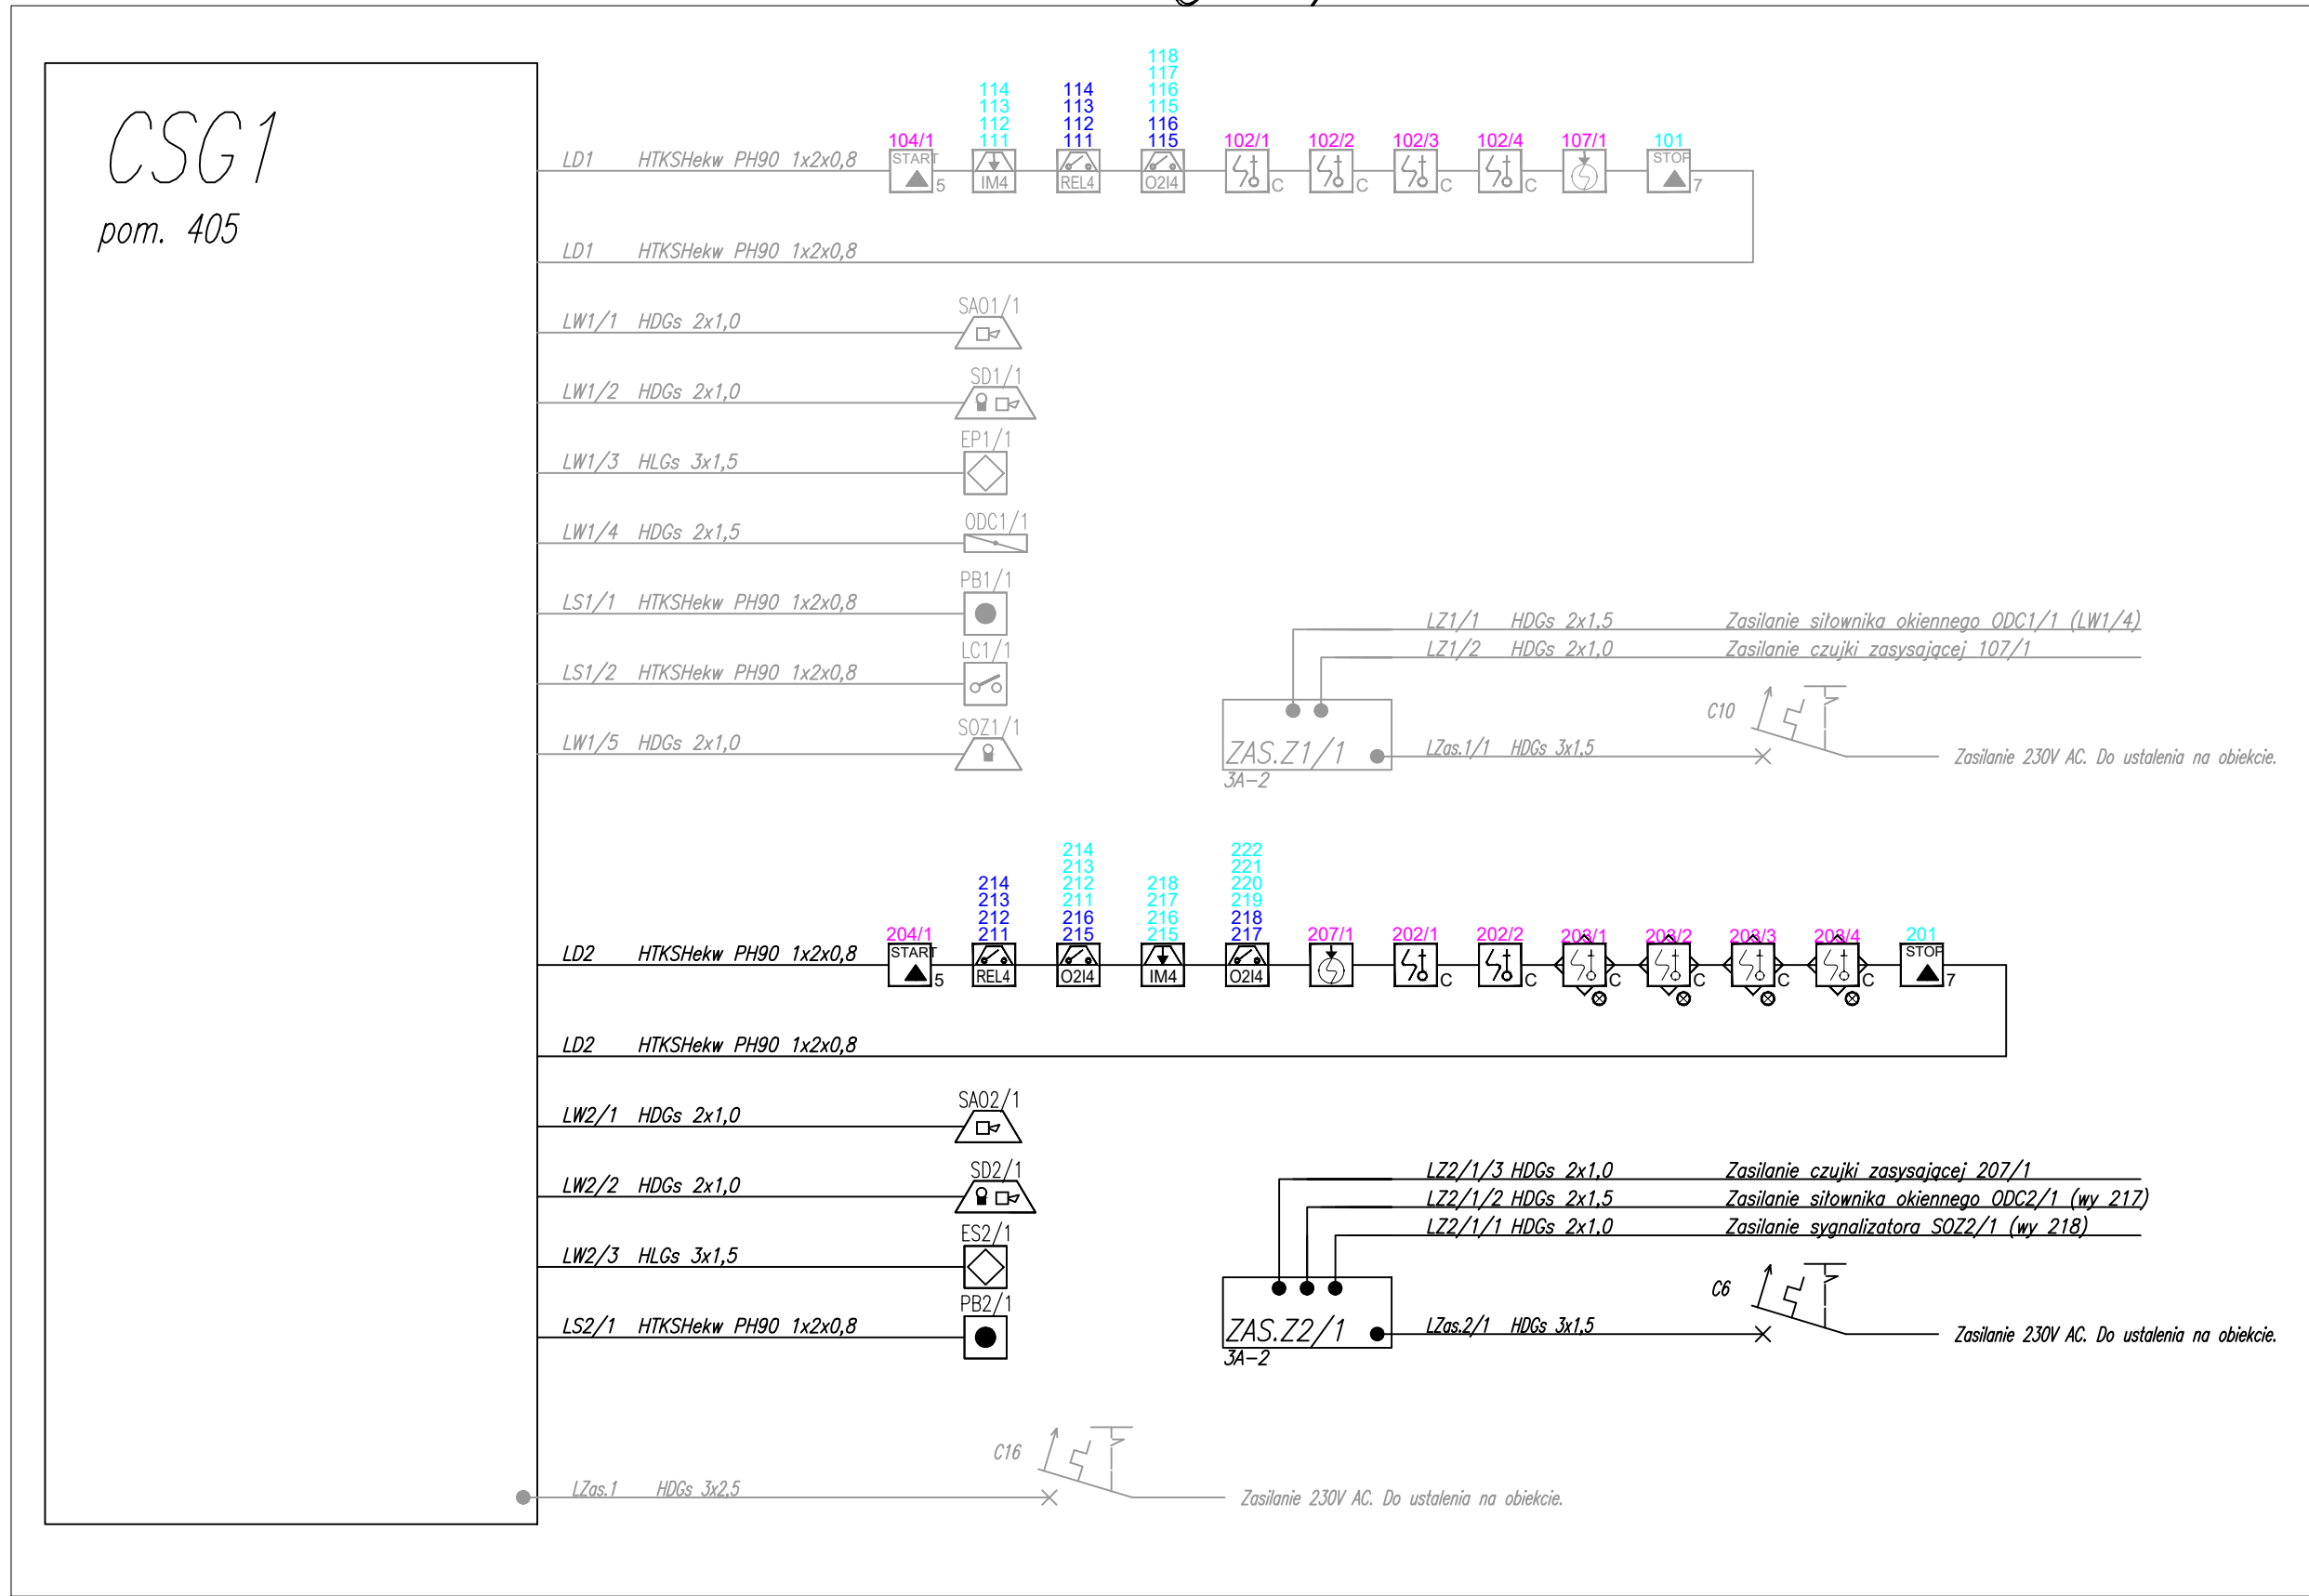 CSG1
pom. 405
118
117
114 114 116
113 113 115
112 112 116
104/1 111 111 115 102/1 102/2 102/3 102/4 107/1 101
LD1 HTKSHekw PH90 1x2x0,8 START 5 IM4 REL4 O2I4 C C C C STOP 7
LD1 HTKSHekw PH90 1x2x0,8
SAO1/1
LW1/1 HDGs 2x1,0
SD1/1
LW1/2 HDGs 2x1,0
EP1/1
LW1/3 HLGs 3x1,5
ODC1/1
LW1/4 HDGs 2x1,5
PB1/1
LS1/1 HTKSHekw PH90 1x2x0,8
LZ1/1 HDGs 2x1.5 Zasilanie siłownika okiennego ODC1/1 (LW1/4)
LC1/1
LZ1/2 HDGs 2x1.0 Zasilanie czujki zasysającej 107/1
LS1/2 HTKSHekw PH90 1x2x0,8
C10
SOZ1/1
LW1/5 HDGs 2x1,0
ZAS.Z1/1 LZas.1/1 HDGs 3x1.5 Zasilanie 230V AC. Do ustalenia na obiekcie.
3A-2
214 222
213 221
214 212 218 220
213 211 217 219
212 216 216 218
204/1 211 215 215 217 207/1 202/1 202/2 203/1 203/2 203/3 203/4 201
LD2 HTKSHekw PH90 1x2x0,8 START 5 REL4 O2I4 IM4 O2I4 C C C C C C STOP 7
LD2 HTKSHekw PH90 1x2x0,8
SAO2/1
LW2/1 HDGs 2x1,0
SD2/1
LZ2/1/3 HDGs 2x1.0 Zasilanie czujki zasysającej 207/1
LW2/2 HDGs 2x1,0
LZ2/1/2 HDGs 2x1.5 Zasilanie siłownika okiennego ODC2/1 (wy 217)
ES2/1
LZ2/1/1 HDGs 2x1.0 Zasilanie sygnalizatora SOZ2/1 (wy 218)
LW2/3 HLGs 3x1,5
C6
PB2/1
LS2/1 HTKSHekw PH90 1x2x0,8
ZAS.Z2/1 LZas.2/1 HDGs 3x1.5 Zasilanie 230V AC. Do ustalenia na obiekcie.
3A-2
C16
LZas.1 HDGs 3x2.5 Zasilanie 230V AC. Do ustalenia na obiekcie.